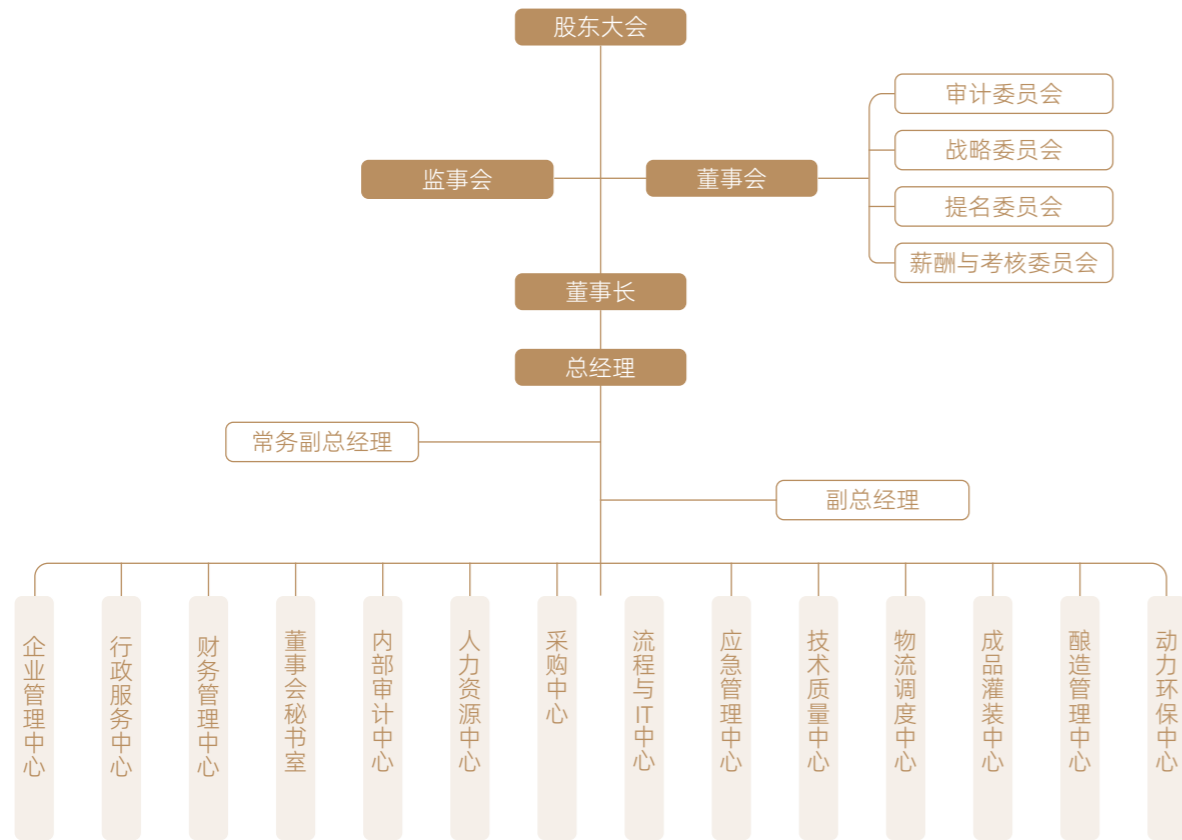 股东大会
审计委员会
战略委员会
监事会
董事会
提名委员会
薪酬与考核委员会
董事长
总经理
常务副总经理
副总经理
企业管理中心
行政服务中心
财务管理中心
董事会秘书室
内部审计中心
人力资源中心
采购中心
流程与IT中心
应急管理中心
技术质量中心
物流调度中心
成品灌装中心
酿造管理中心
动力环保中心